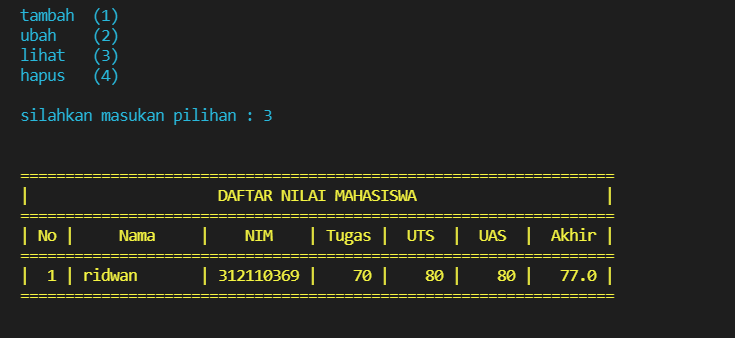 tambah  (1)
ubah    (2)
lihat   (3)
hapus   (4)
silahkan masukan pilihan : 3
==================================================================
|                     DAFTAR NILAI MAHASISWA                     |
==================================================================
| No |     Nama     |    NIM    | Tugas |  UTS  |  UAS  |  Akhir |
==================================================================
|  1 | ridwan       | 312110369 |    70 |    80 |    80 |   77.0 |
==================================================================